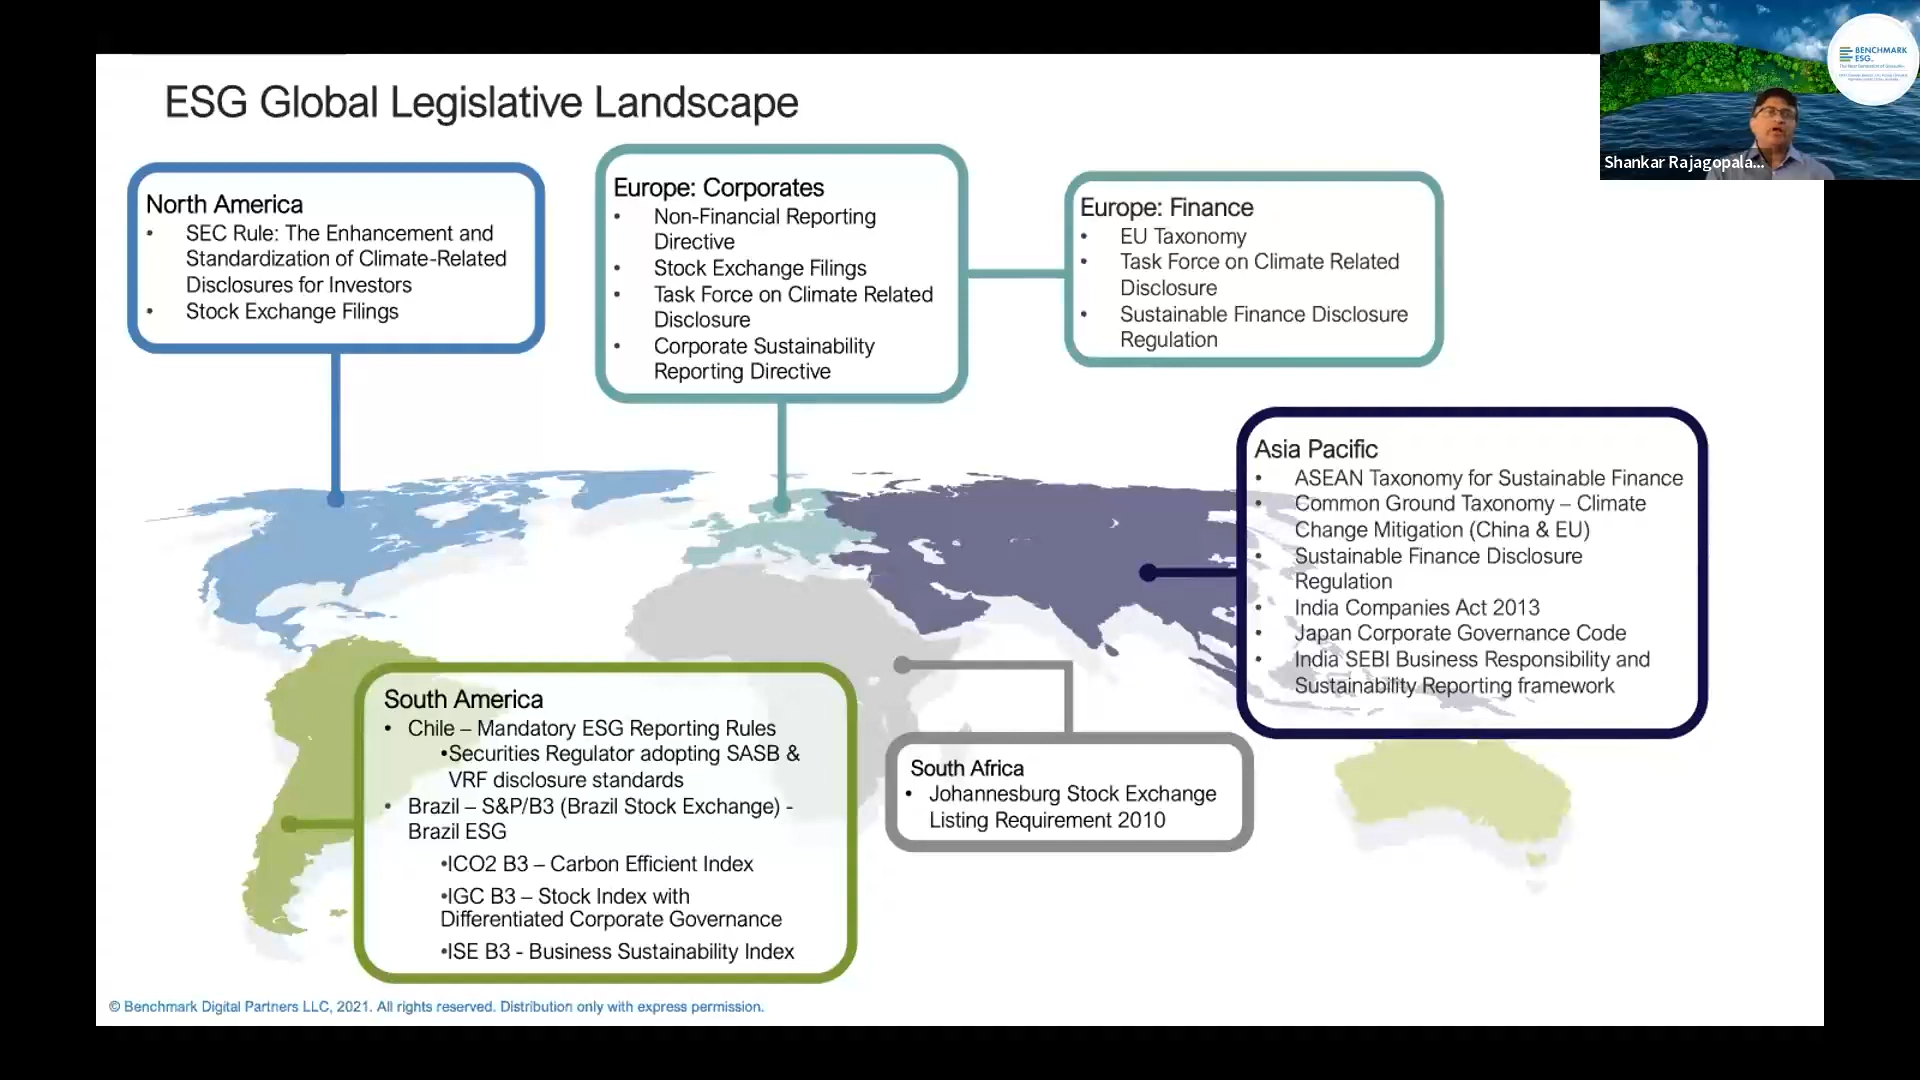 ESG Global Legislative Landscape
BENCHMARK
ESG
Shankar Rajagopala...
North America
• SEC Rule: The Enhancement and
Standardization of Climate-Related
Disclosures for Investors
• Stock Exchange Filings
Europe: Corporates
• Non-Financial Reporting
Directive
• Stock Exchange Filings
• Task Force on Climate Related
Disclosure
• Corporate Sustainability
Reporting Directive
Europe: Finance
• EU Taxonomy
• Task Force on Climate Related
Disclosure
• Sustainable Finance Disclosure
Regulation
Asia Pacific
• ASEAN Taxonomy for Sustainable Finance
• Common Ground Taxonomy – Climate
Change Mitigation (China & EU)
• Sustainable Finance Disclosure
Regulation
• India Companies Act 2013
• Japan Corporate Governance Code
• India SEBI Business Responsibility and
Sustainability Reporting framework
South America
• Chile – Mandatory ESG Reporting Rules
•Securities Regulator adopting SASB &
VRF disclosure standards
• Brazil – S&P/B3 (Brazil Stock Exchange) -
Brazil ESG
•ICO2 B3 – Carbon Efficient Index
•IGC B3 – Stock Index with
Differentiated Corporate Governance
•ISE B3 - Business Sustainability Index
South Africa
• Johannesburg Stock Exchange
Listing Requirement 2010
© Benchmark Digital Partners LLC, 2021. All rights reserved. Distribution only with express permission.